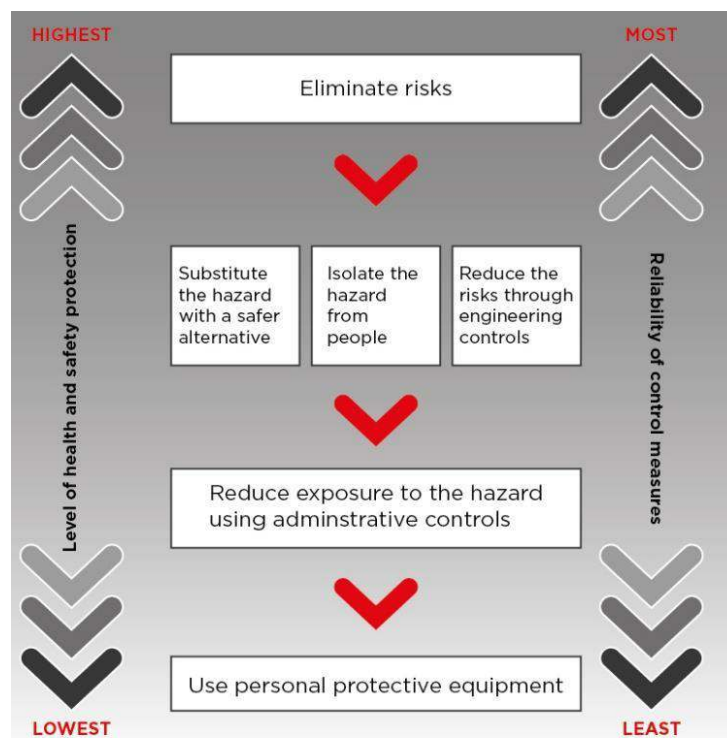 HIGHEST
MOST
Eliminate risks
Level of health and safety protection
Substitute
the hazard
with a safer
alternative
Isolate the
hazard
from
people
Reduce the
risks through
engineering
controls
Reliability of control measures
Reduce exposure to the hazard
using adminstrative controls
Use personal protective equipment
LOWEST
LEAST